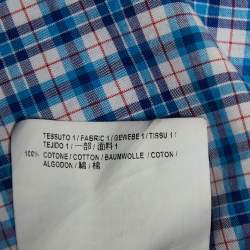 TESSUTO 1 / FABRIC 1 / GEWEBE 1 / TISSU 1 /
TEJIDO 1 / 一部 / 面料 1
100% COTONE / COTTON / BAUMWOLLE / COTON /
ALGODON / 綿 / 棉